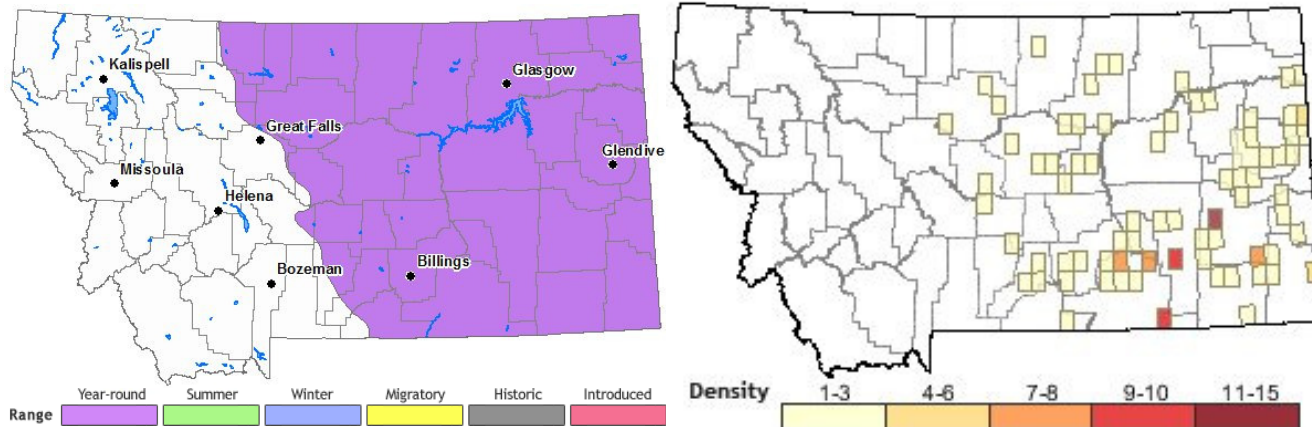 Kalispell
Glasgow
Great Falls
Glendive
Missoula
Helena
Bozeman
Billings
Year-round Summer Winter Migratory Historic Introduced
Range
Density 1-3 4-6 7-8 9-10 11-15